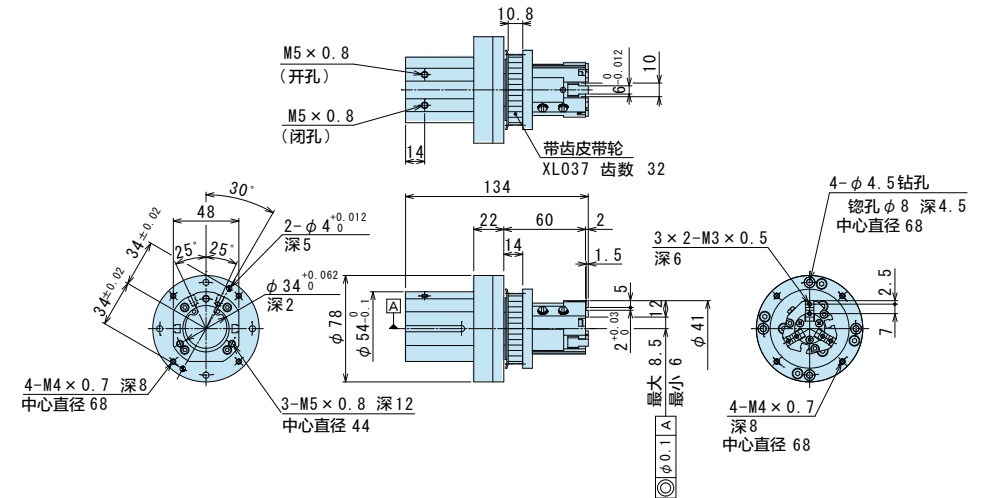 10.8
M5×0.8
(开孔)
M5×0.8
(闭孔)
14
6 0 -0.012
10
带齿皮带轮
XL037 齿数 32
30°
48
34±0.02
34±0.02
25°
25°
2-φ4 +0.012 0
深5
φ34 +0.062 0
深2
4-M4×0.7 深8
中心直径 68
3-M5×0.8 深12
中心直径 44
134
22
60
2
14
1.5
5
12
φ78
φ54 0 -0.1
A
2 +0.03 0
最大 8.5
最小 6
φ41
◎ φ0.1 A
4-φ4.5钻孔
锪孔φ8 深4.5
中心直径 68
3×2-M3×0.5
深6
2.5
7
4-M4×0.7
深8
中心直径 68